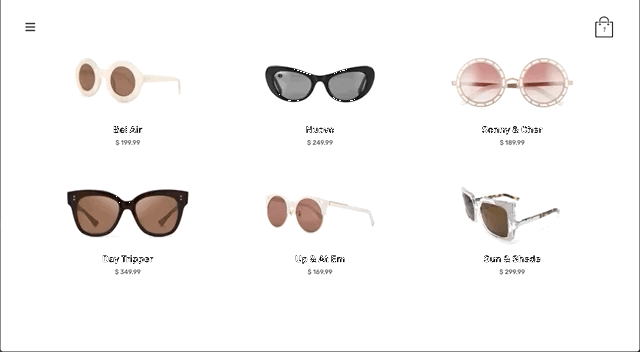 Bel Air
$ 199.99
$ 249.99
Sonny & Cher
$ 189.99
Day Tripper
$ 349.99
Up & At Em
$ 169.99
Sun & Shade
$ 299.99